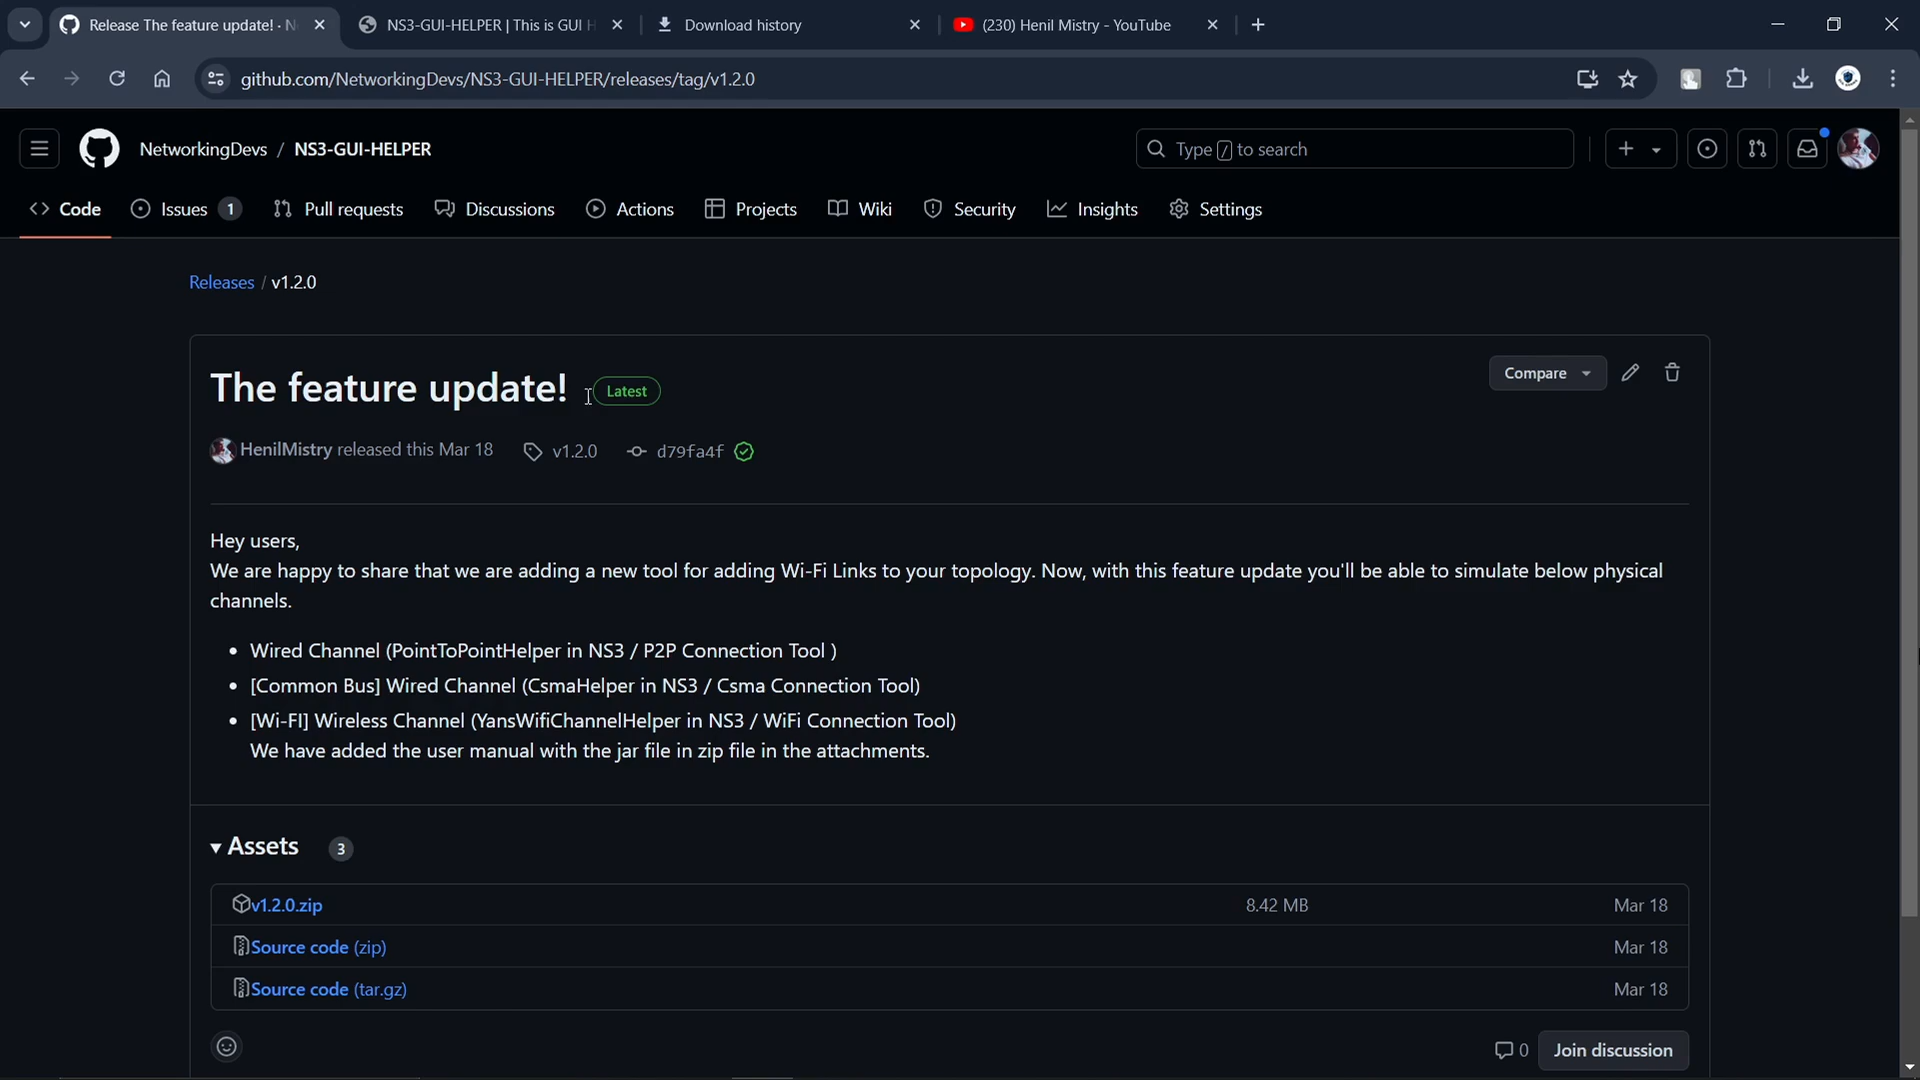 Release The feature update! · N
NS3-GUI-HELPER | This is GUI H
Download history
(230) Henil Mistry - YouTube
github.com/NetworkingDevs/NS3-GUI-HELPER/releases/tag/v1.2.0
NetworkingDevs / NS3-GUI-HELPER
Type / to search
Code
Issues 1
Pull requests
Discussions
Actions
Projects
Wiki
Security
Insights
Settings
Releases / v1.2.0
The feature update! Latest
Compare
HenilMistry released this Mar 18 v1.2.0 d79fa4f
Hey users,
We are happy to share that we are adding a new tool for adding Wi-Fi Links to your topology. Now, with this feature update you'll be able to simulate below physical
channels.
• Wired Channel (PointToPointHelper in NS3 / P2P Connection Tool )
• [Common Bus] Wired Channel (CsmaHelper in NS3 / Csma Connection Tool)
• [Wi-FI] Wireless Channel (YansWifiChannelHelper in NS3 / WiFi Connection Tool)
We have added the user manual with the jar file in zip file in the attachments.
Assets 3
v1.2.0.zip 8.42 MB Mar 18
Source code (zip) Mar 18
Source code (tar.gz) Mar 18
0 Join discussion